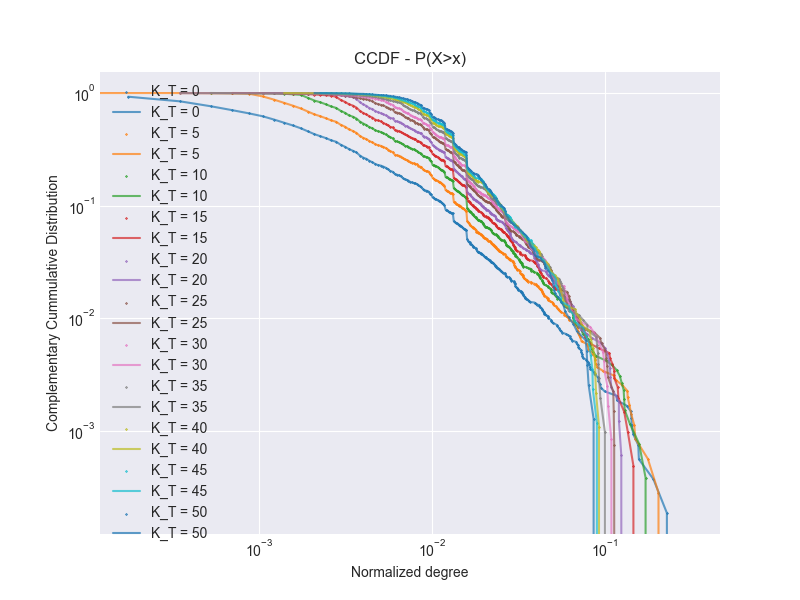 CCDF - P(X>x)
Complementary Cummulative Distribution
10⁰
10⁻¹
10⁻²
10⁻³
K_T = 0
K_T = 0
K_T = 5
K_T = 5
K_T = 10
K_T = 10
K_T = 15
K_T = 15
K_T = 20
K_T = 20
K_T = 25
K_T = 25
K_T = 30
K_T = 30
K_T = 35
K_T = 35
K_T = 40
K_T = 40
K_T = 45
K_T = 45
K_T = 50
K_T = 50
10⁻³ 10⁻² 10⁻¹
Normalized degree